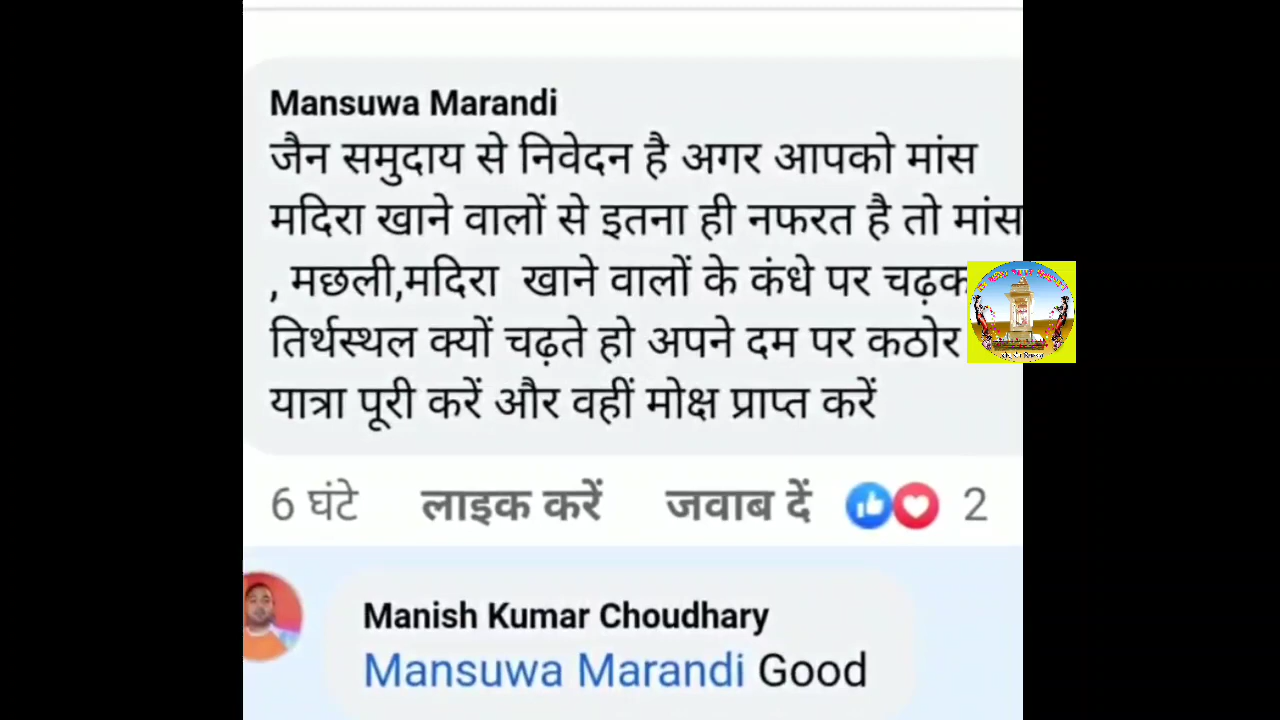 Mansuwa Marandi
जैन समुदाय से निवेदन है अगर आपको मांस
मदिरा खाने वालों से इतना ही नफरत है तो मांस
, मछली,मदिरा खाने वालों के कंधे पर
तिर्थस्थल क्यों चढ़ते हो अपने दम पर कठोर
यात्रा पूरी करें और वहीं मोक्ष प्राप्त करें
6 घंटे लाइक करें जवाब दें 2
Manish Kumar Choudhary
Mansuwa Marandi Good